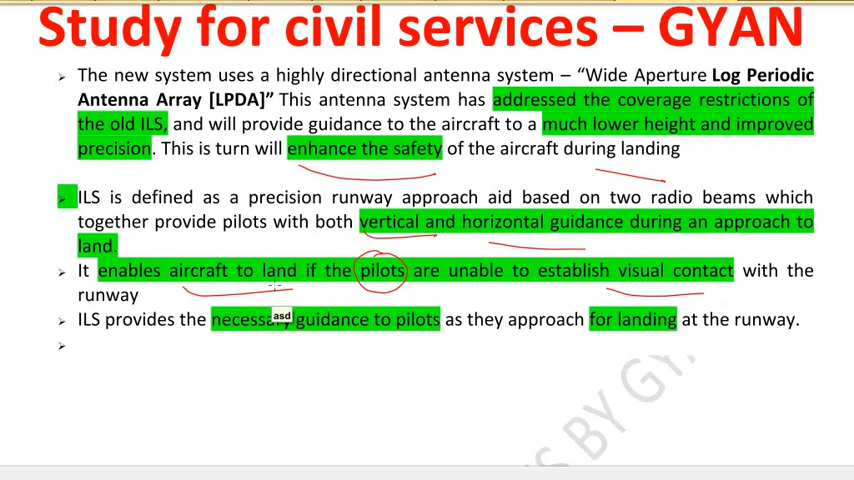 Study for civil services – GYAN
The new system uses a highly directional antenna system – “Wide Aperture Log Periodic
Antenna Array [LPDA]” This antenna system has addressed the coverage restrictions of
the old ILS, and will provide guidance to the aircraft to a much lower height and improved
precision. This is turn will enhance the safety of the aircraft during landing
ILS is defined as a precision runway approach aid based on two radio beams which
together provide pilots with both vertical and horizontal guidance during an approach to
land.
It enables aircraft to land if the pilots are unable to establish visual contact with the
runway
ILS provides the necessary guidance to pilots as they approach for landing at the runway.
asd
BY